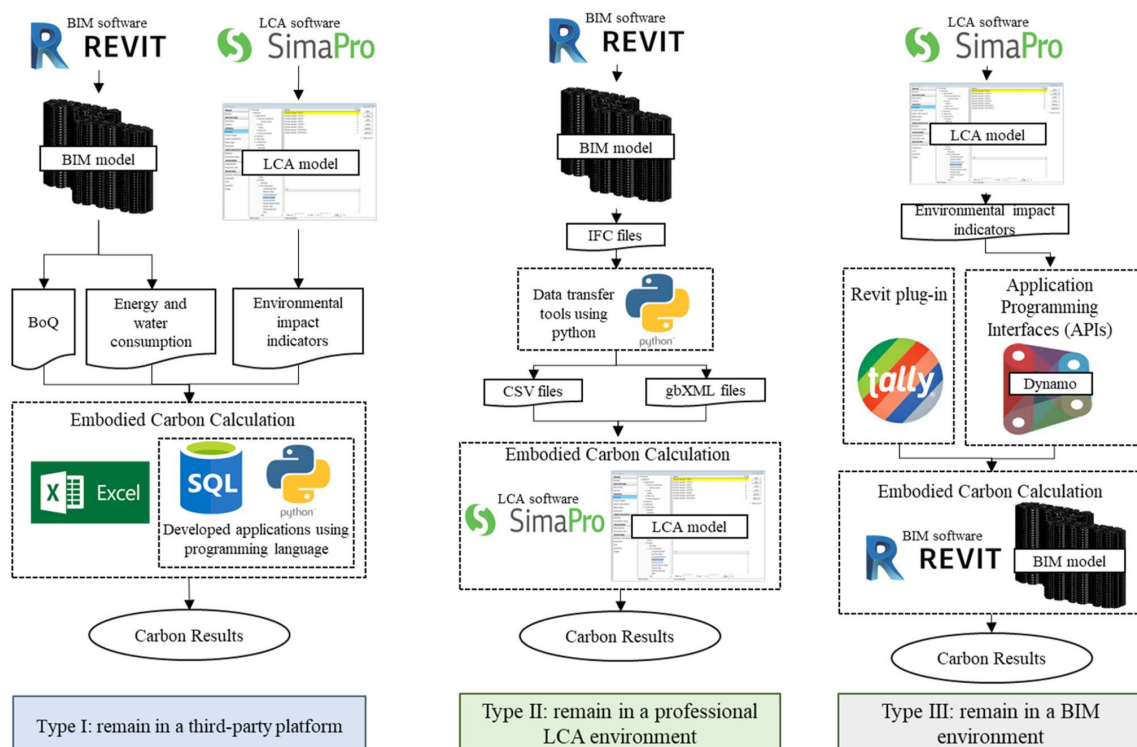 BIM software
REVIT
LCA software
SimaPro
BIM model
LCA model
BoQ
Energy and
water
consumption
Environmental
impact
indicators
Embodied Carbon Calculation
Excel
SQL
python
Developed applications using
programming language
Carbon Results
Type I: remain in a third-party platform
BIM software
REVIT
BIM model
IFC files
Data transfer
tools using
python
python
CSV files
gbXML files
Embodied Carbon Calculation
LCA software
SimaPro
LCA model
Carbon Results
Type II: remain in a professional
LCA environment
LCA software
SimaPro
LCA model
Environmental impact
indicators
Revit plug-in
tally
Application
Programming
Interfaces (APIs)
Dynamo
Embodied Carbon Calculation
BIM software
REVIT
BIM model
Carbon Results
Type III: remain in a BIM
environment